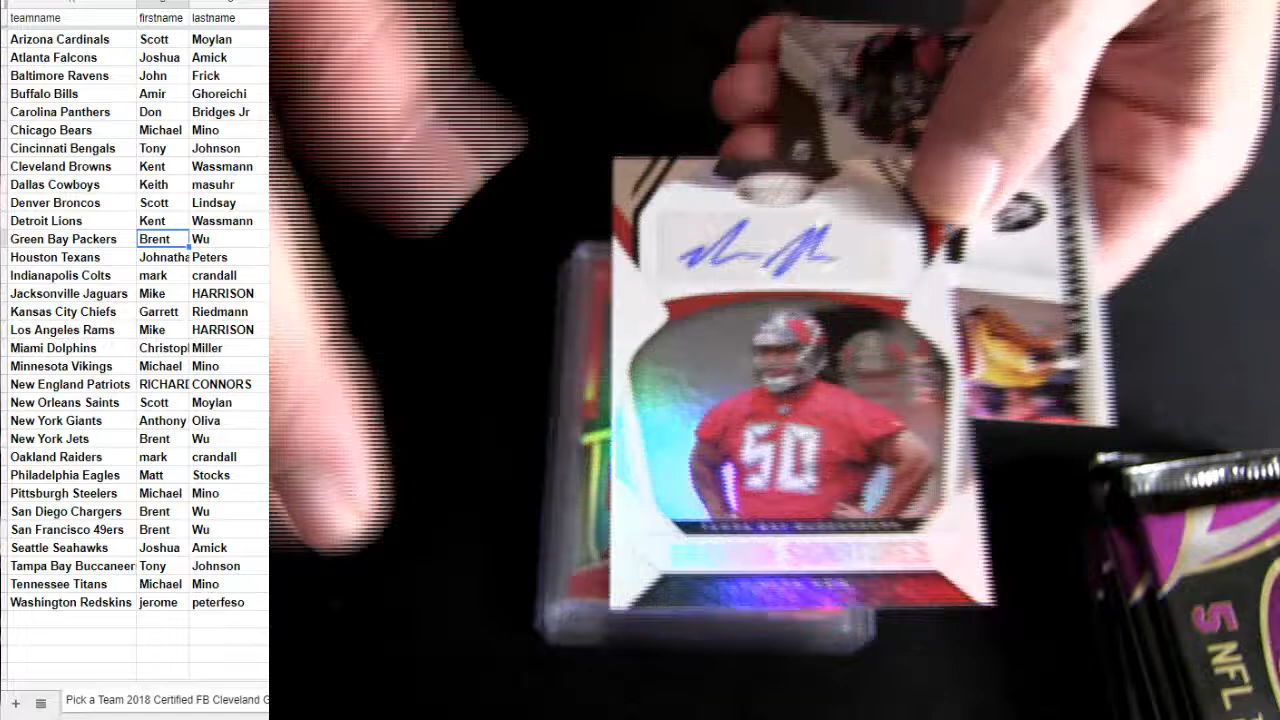 teamname firstname lastname
Arizona Cardinals Scott Moylan
Atlanta Falcons Joshua Amick
Baltimore Ravens John Frick
Buffalo Bills Amir Ghoreichi
Carolina Panthers Don Bridges Jr
Chicago Bears Michael Mino
Cincinnati Bengals Tony Johnson
Cleveland Browns Kent Wassmann
Dallas Cowboys Keith masuhr
Denver Broncos Scott Lindsay
Detroit Lions Kent Wassmann
Green Bay Packers Brent Wu
Houston Texans Johnatha Peters
Indianapolis Colts mark crandall
Jacksonville Jaguars Mike HARRISON
Kansas City Chiefs Garrett Riedmann
Los Angeles Rams Mike HARRISON
Miami Dolphins Christoph Miller
Minnesota Vikings Michael Mino
New England Patriots RICHARD CONNORS
New Orleans Saints Scott Moylan
New York Giants Anthony Oliva
New York Jets Brent Wu
Oakland Raiders mark crandall
Philadelphia Eagles Matt Stocks
Pittsburgh Steelers Michael Mino
San Diego Chargers Brent Wu
San Francisco 49ers Brent Wu
Seattle Seahawks Joshua Amick
Tampa Bay Buccaneer Tony Johnson
Tennessee Titans Michael Mino
Washington Redskins jerome peterfeso
Pick a Team 2018 Certified FB Cleveland
50
5 NFL